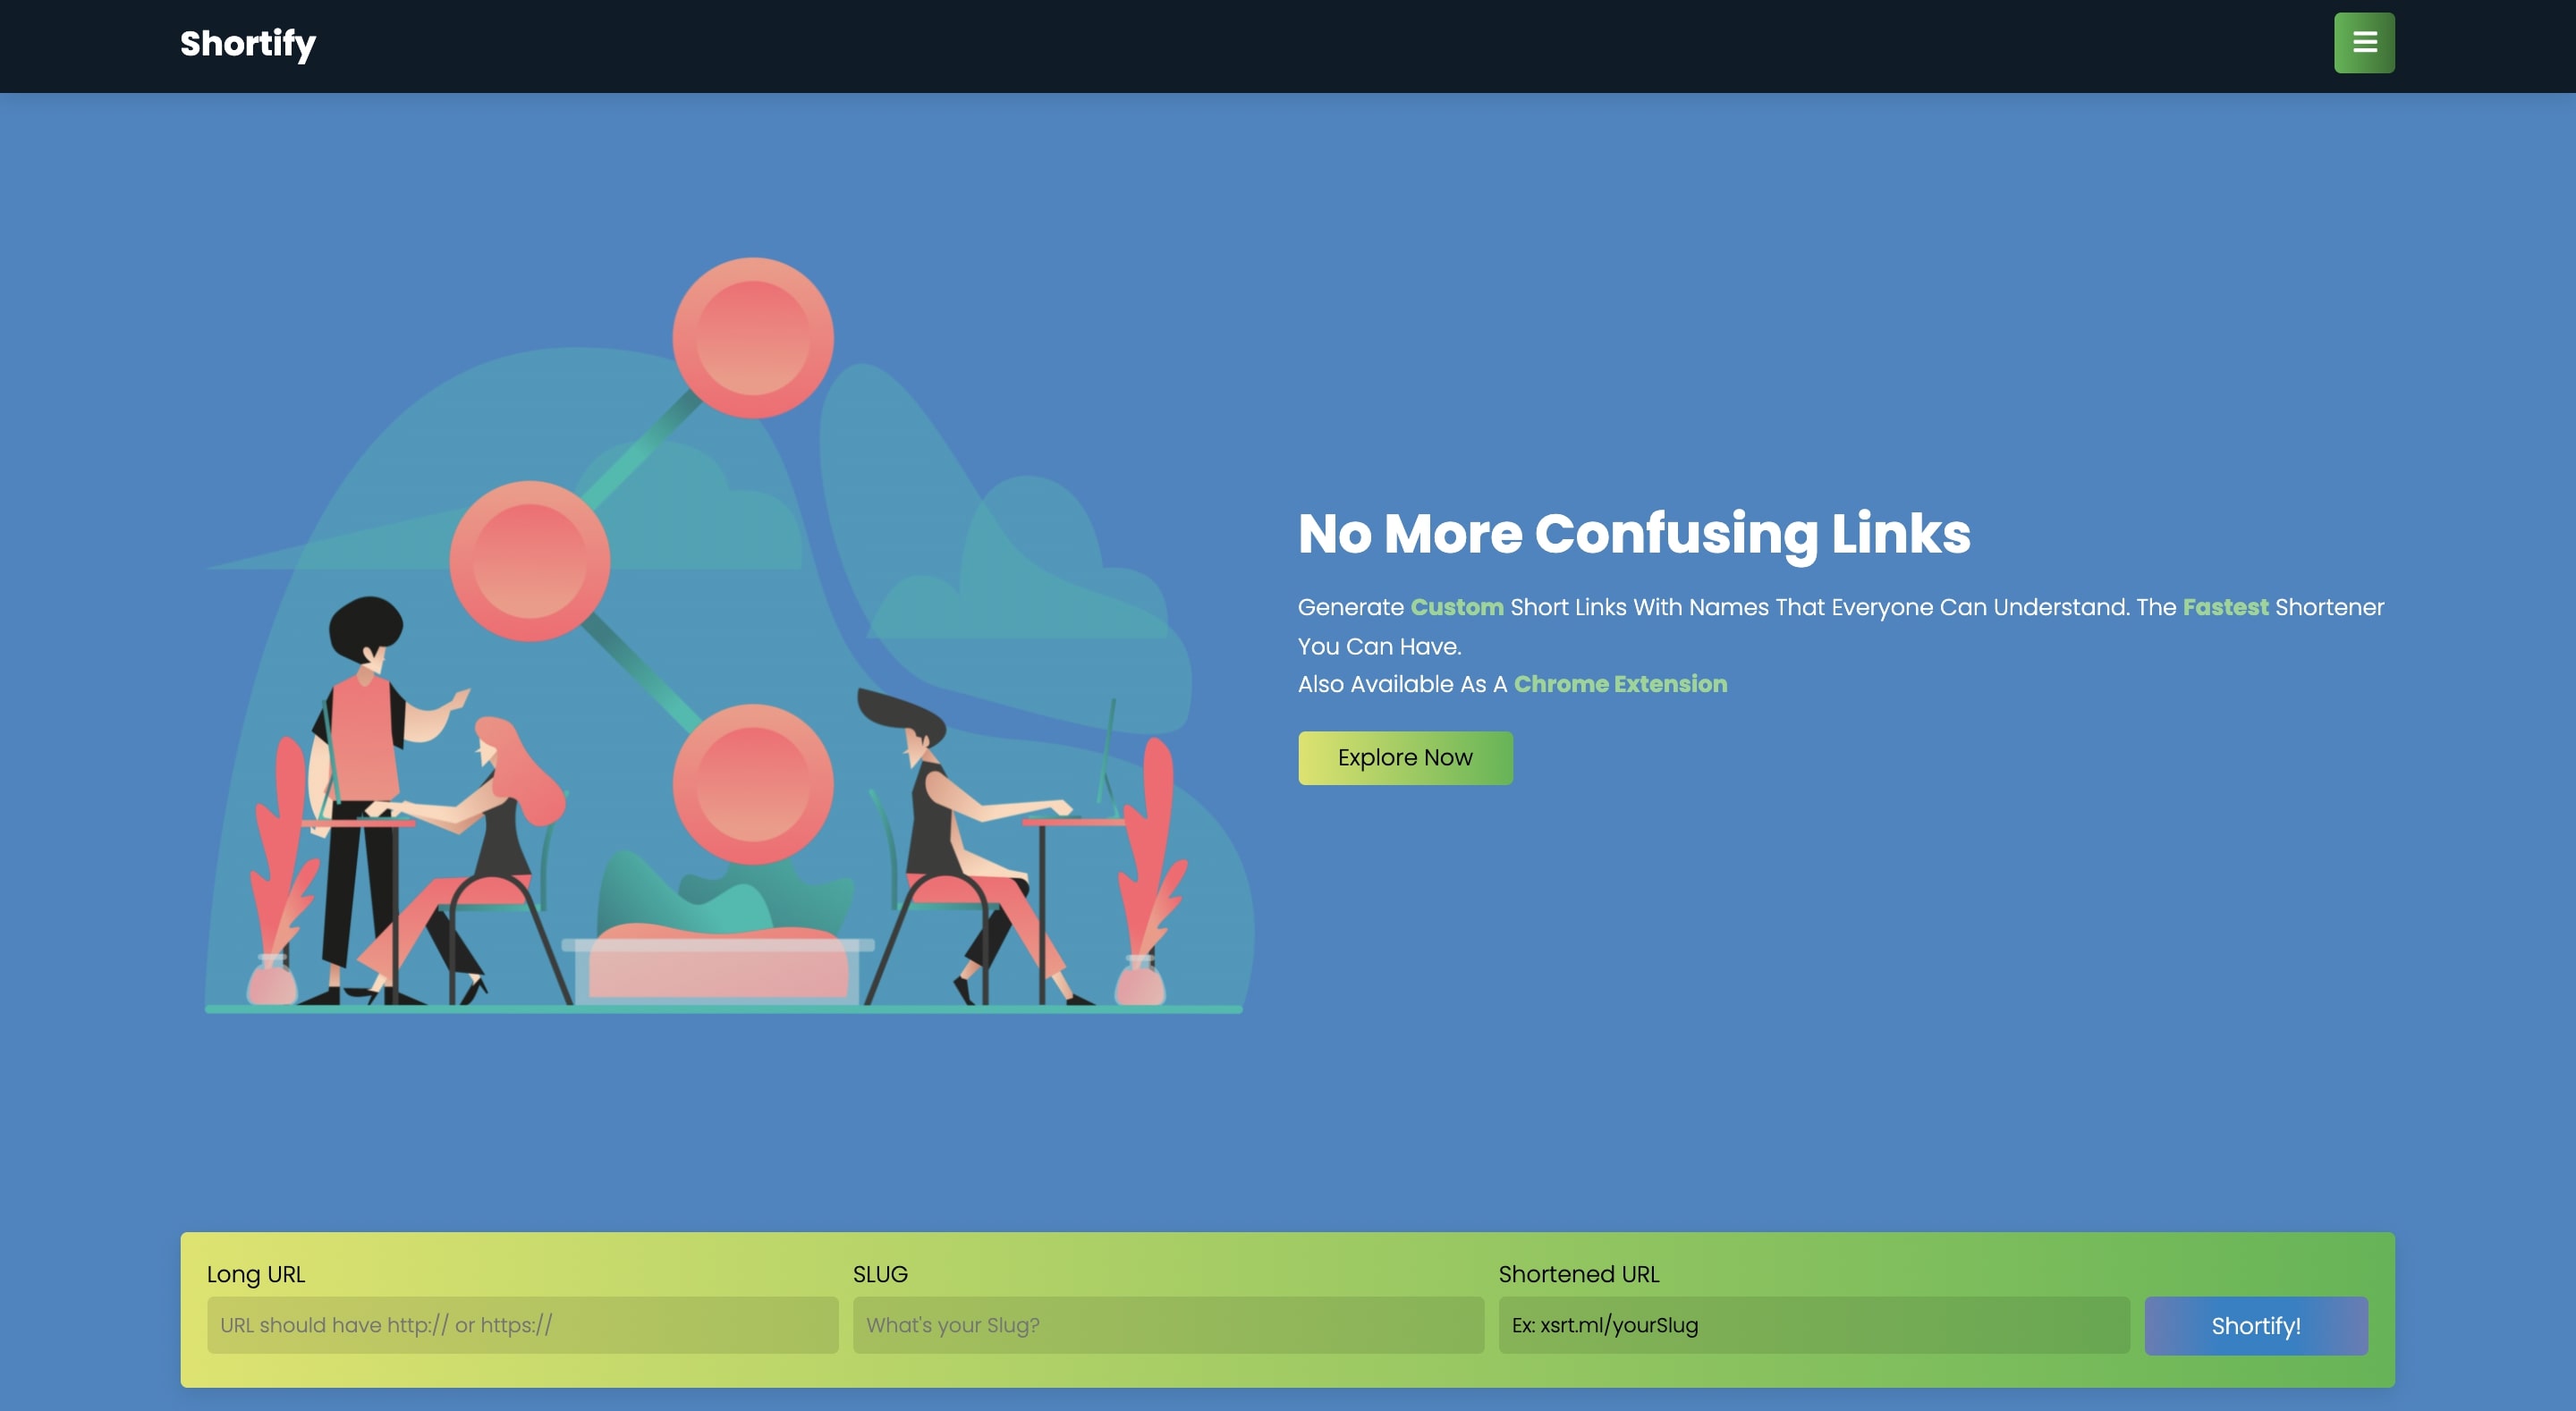 Shortify
No More Confusing Links
Generate Custom Short Links With Names That Everyone Can Understand. The Fastest Shortener
You Can Have.
Also Available As A Chrome Extension
Explore Now
Long URL
SLUG
Shortened URL
URL should have http:// or https://
What's your Slug?
Ex: xsrt.ml/yourSlug
Shortify!